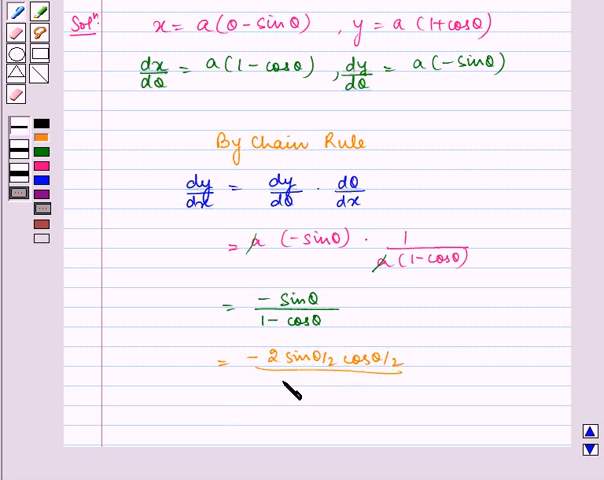 Solⁿ x = a(θ - sinθ) , y = a (1+cosθ)
dx/dθ = a(1 - cosθ) , dy/dθ = a(-sinθ)
By Chain Rule
dy/dx = dy/dθ . dθ/dx
= a (-sinθ) . 1/a(1-cosθ)
= - sinθ/1 - cosθ
= - 2 sinθ/2 cosθ/2